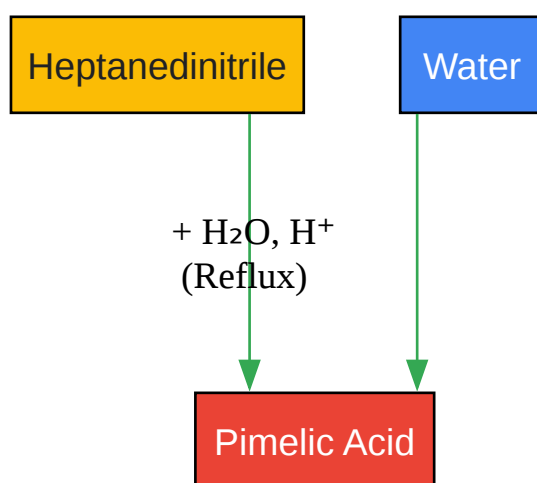 Heptanedinitrile
Water
+ H₂O, H⁺
(Reflux)
Pimelic Acid